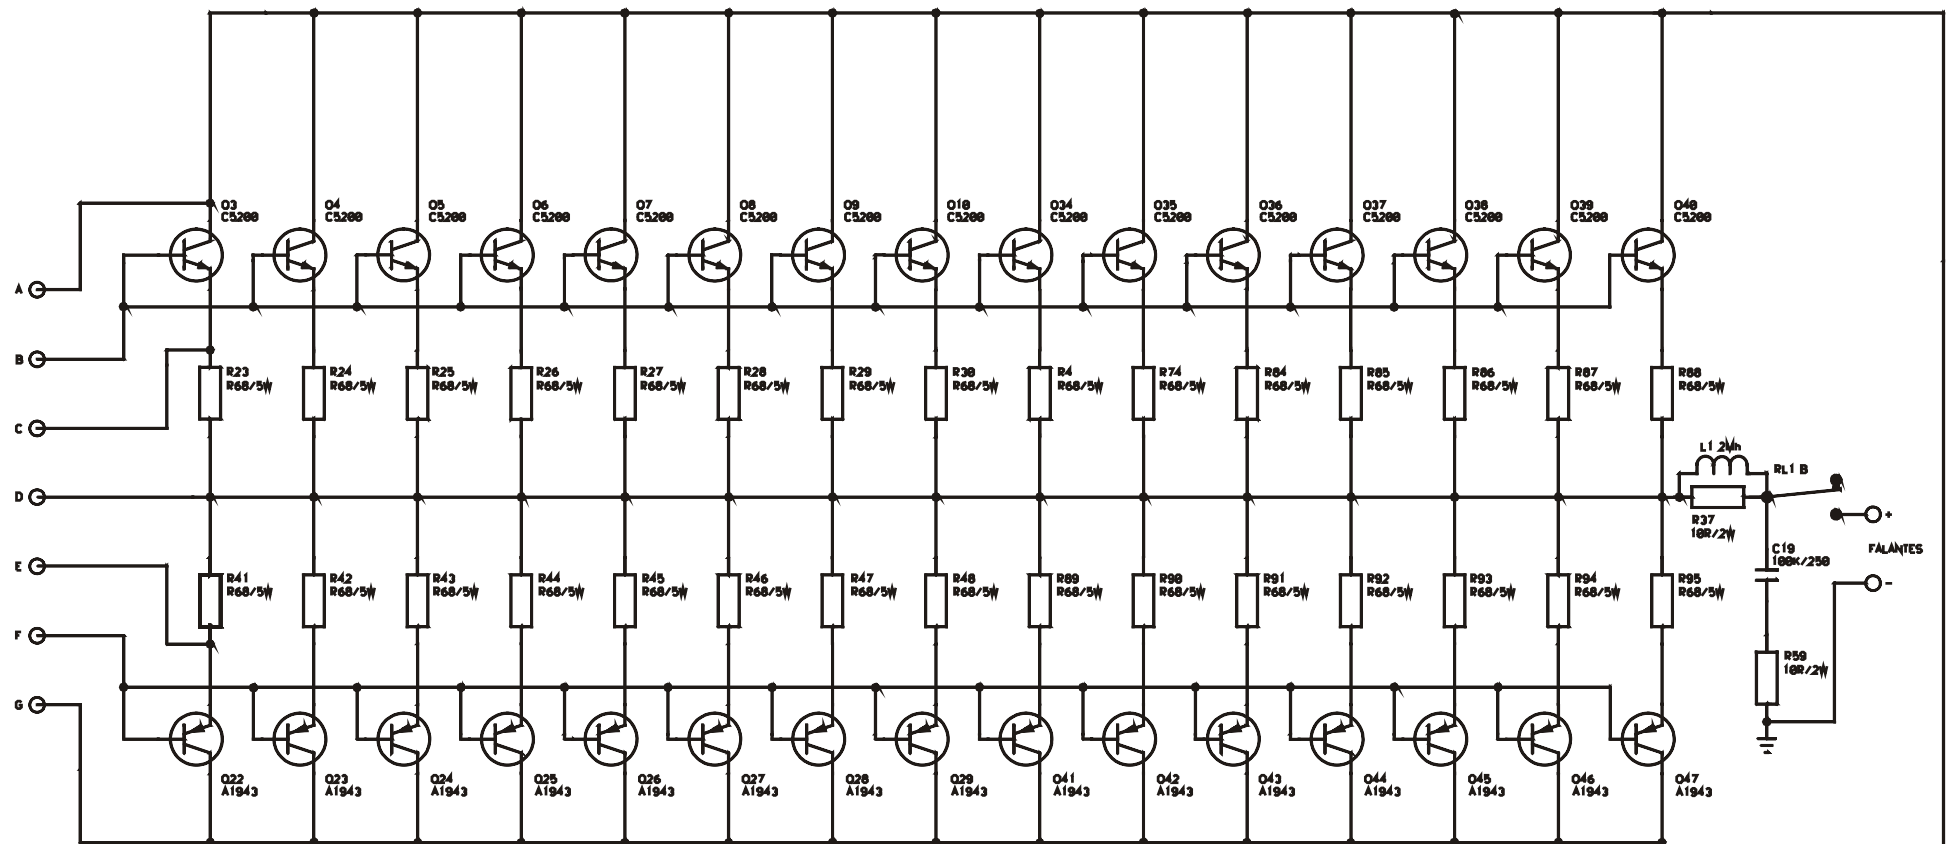 Q3
C5200
Q4
C5200
Q5
C5200
Q6
C5200
Q7
C5200
Q8
C5200
Q9
C5200
Q10
C5200
Q34
C5200
Q35
C5200
Q36
C5200
Q37
C5200
Q38
C5200
Q39
C5200
Q40
C5200
A
B
R23
R68/5W
R24
R68/5W
R25
R68/5W
R26
R68/5W
R27
R68/5W
R28
R68/5W
R29
R68/5W
R30
R68/5W
R4
R68/5W
R74
R68/5W
R84
R68/5W
R85
R68/5W
R86
R68/5W
R87
R68/5W
R88
R68/5W
C
L1 2Uh
RL1 B
D
R37
10R/2W
+
C19
100K/250
FALANTES
-
E
R41
R68/5W
R42
R68/5W
R43
R68/5W
R44
R68/5W
R45
R68/5W
R46
R68/5W
R47
R68/5W
R48
R68/5W
R89
R68/5W
R90
R68/5W
R91
R68/5W
R92
R68/5W
R93
R68/5W
R94
R68/5W
R95
R68/5W
F
R59
10R/2W
G
Q22
A1943
Q23
A1943
Q24
A1943
Q25
A1943
Q26
A1943
Q27
A1943
Q28
A1943
Q29
A1943
Q41
A1943
Q42
A1943
Q43
A1943
Q44
A1943
Q45
A1943
Q46
A1943
Q47
A1943